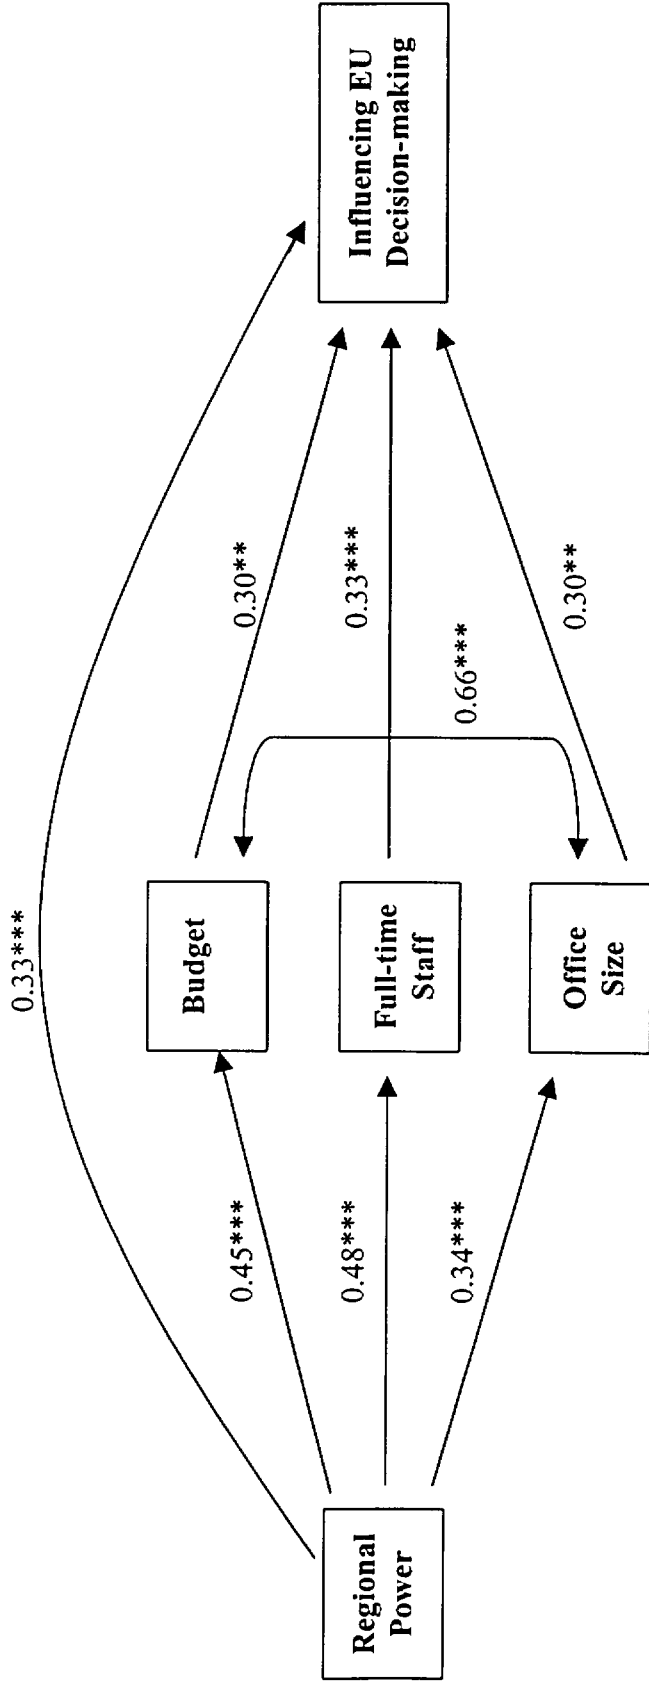 0.33***
Regional
Power
0.45***
0.48***
0.34***
Budget
Full-time
Staff
Office
Size
0.30**
0.33***
0.66***
0.30**
Influencing EU
Decision-making